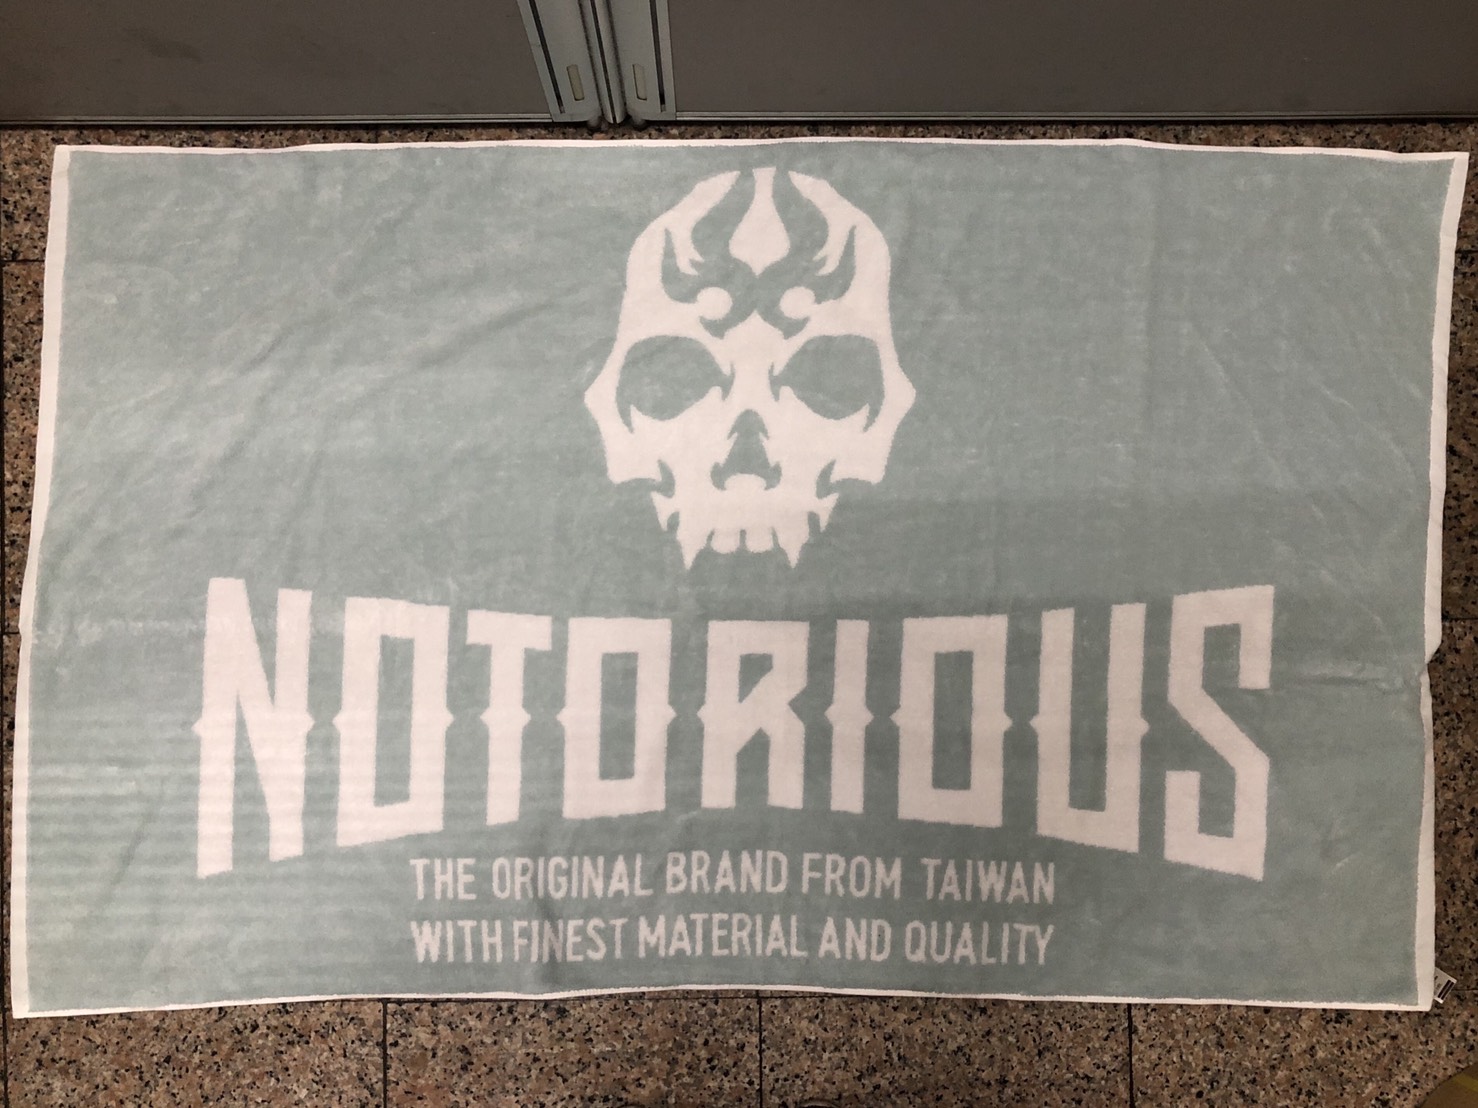 NOTORIOUS
THE ORIGINAL BRAND FROM TAIWAN
WITH FINEST MATERIAL AND QUALITY